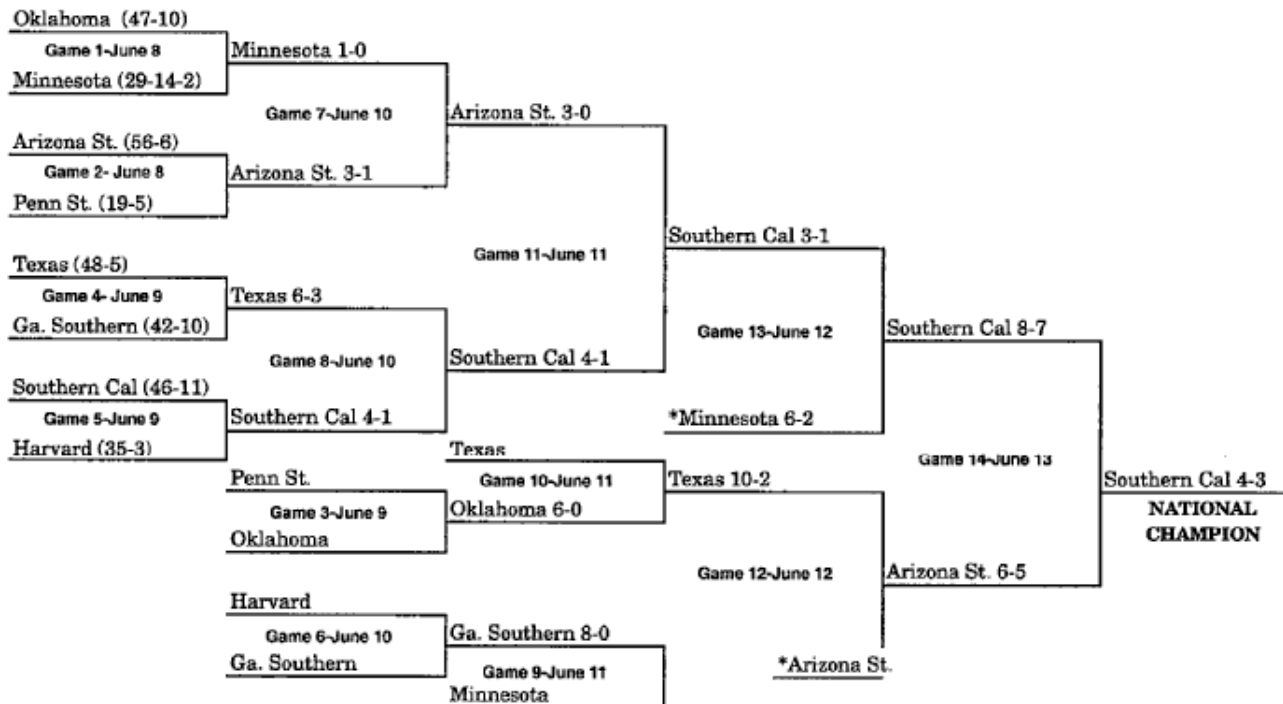 Oklahoma (47-10)
Game 1-June 8
Minnesota (29-14-2)
Minnesota 1-0
Game 7-June 10
Arizona St. (56-6)
Game 2- June 8
Penn St. (19-5)
Arizona St. 3-1
Arizona St. 3-0
Game 11-June 11
Texas (48-5)
Game 4- June 9
Ga. Southern (42-10)
Texas 6-3
Game 8-June 10
Southern Cal (46-11)
Game 5-June 9
Harvard (35-3)
Southern Cal 4-1
Southern Cal 4-1
Southern Cal 3-1
Game 13-June 12
*Minnesota 6-2
Southern Cal 8-7
Game 14-June 13
Southern Cal 4-3
NATIONAL
CHAMPION
Penn St.
Game 3-June 9
Oklahoma
Texas
Game 10-June 11
Oklahoma 6-0
Texas 10-2
Game 12-June 12
Arizona St. 6-5
*Arizona St.
Harvard
Game 6-June 10
Ga. Southern
Ga. Southern 8-0
Game 9-June 11
Minnesota